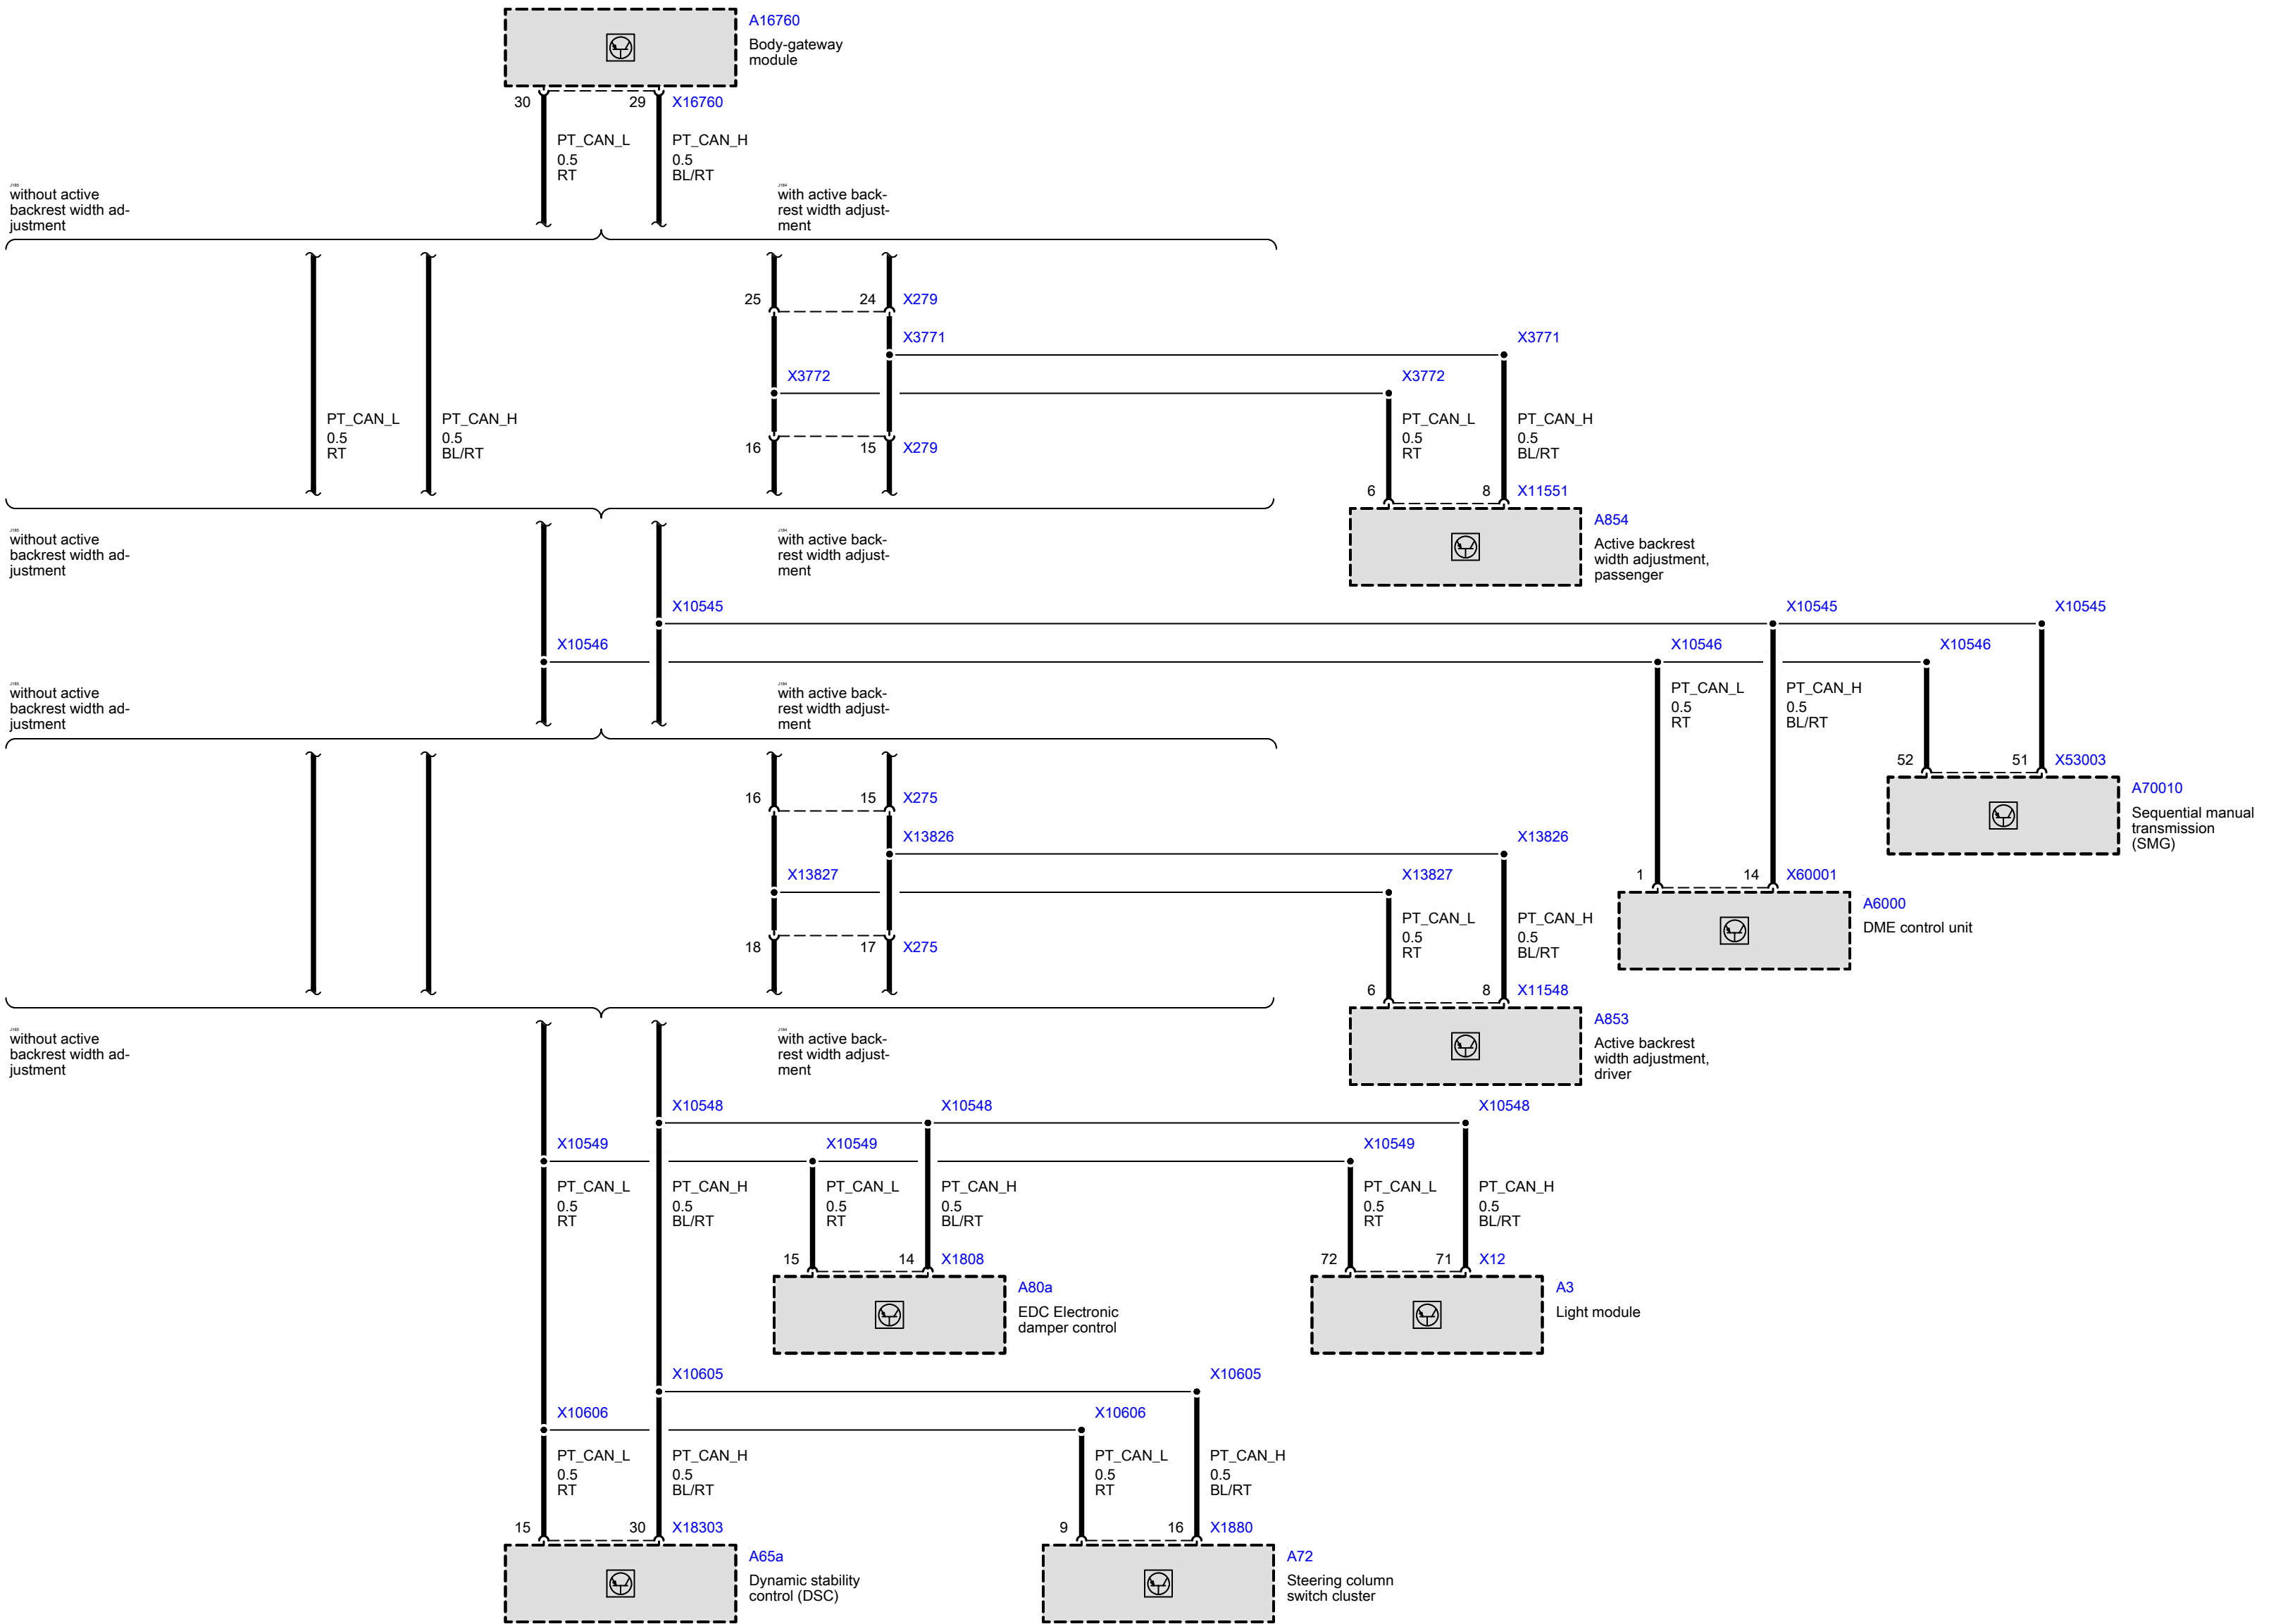 A16760
Body-gateway
module
30
29
X16760
PT_CAN_L
0.5
RT
PT_CAN_H
0.5
BL/RT
J185
without active
backrest width ad-
justment
J184
with active back-
rest width adjust-
ment
25
24
X279
X3771
X3771
X3772
X3772
PT_CAN_L
0.5
RT
PT_CAN_H
0.5
BL/RT
PT_CAN_L
0.5
RT
PT_CAN_H
0.5
BL/RT
16
15
X279
6
8
X11551
A854
Active backrest
width adjustment,
passenger
J185
without active
backrest width ad-
justment
J184
with active back-
rest width adjust-
ment
X10545
X10545
X10545
X10546
X10546
X10546
J185
without active
backrest width ad-
justment
J184
with active back-
rest width adjust-
ment
PT_CAN_L
0.5
RT
PT_CAN_H
0.5
BL/RT
52
51
X53003
A70010
Sequential manual
transmission
(SMG)
16
15
X275
X13826
X13826
X13827
X13827
1
14
X60001
A6000
DME control unit
PT_CAN_L
0.5
RT
PT_CAN_H
0.5
BL/RT
18
17
X275
6
8
X11548
A853
Active backrest
width adjustment,
driver
J185
without active
backrest width ad-
justment
J184
with active back-
rest width adjust-
ment
X10548
X10548
X10548
X10549
X10549
X10549
PT_CAN_L
0.5
RT
PT_CAN_H
0.5
BL/RT
PT_CAN_L
0.5
RT
PT_CAN_H
0.5
BL/RT
PT_CAN_L
0.5
RT
PT_CAN_H
0.5
BL/RT
15
14
X1808
72
71
X12
A80a
EDC Electronic
damper control
A3
Light module
X10605
X10605
X10606
X10606
PT_CAN_L
0.5
RT
PT_CAN_H
0.5
BL/RT
PT_CAN_L
0.5
RT
PT_CAN_H
0.5
BL/RT
15
30
X18303
9
16
X1880
A65a
Dynamic stability
control (DSC)
A72
Steering column
switch cluster